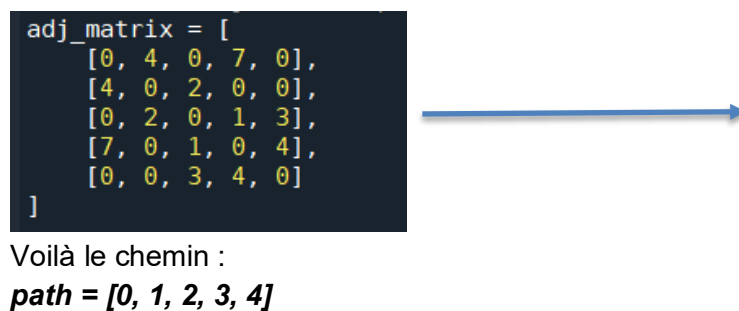 adj_matrix = [
[0, 4, 0, 7, 0],
[4, 0, 2, 0, 0],
[0, 2, 0, 1, 3],
[7, 0, 1, 0, 4],
[0, 0, 3, 4, 0]
]
Voilà le chemin :
path = [0, 1, 2, 3, 4]